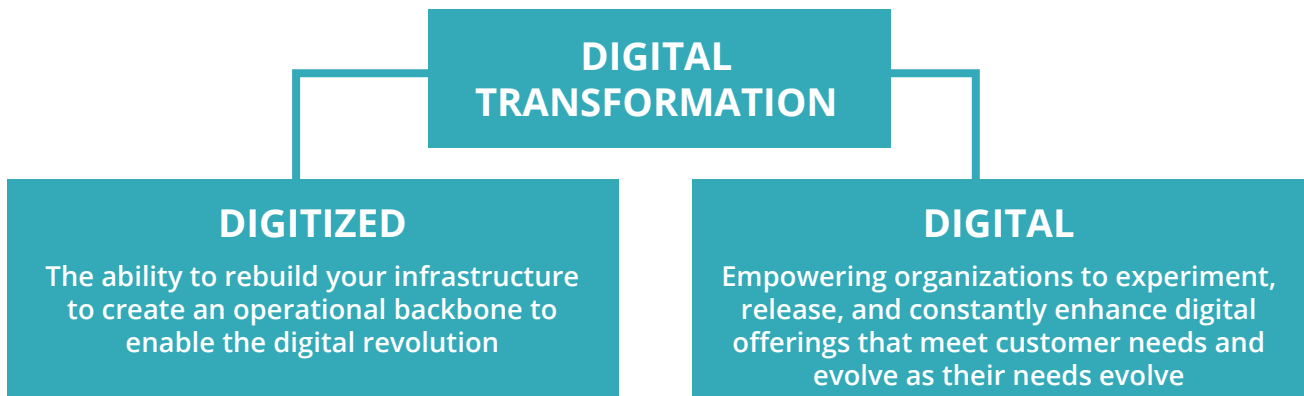 DIGITAL
TRANSFORMATION
DIGITIZED
The ability to rebuild your infrastructure
to create an operational backbone to
enable the digital revolution
DIGITAL
Empowering organizations to experiment,
release, and constantly enhance digital
offerings that meet customer needs and
evolve as their needs evolve